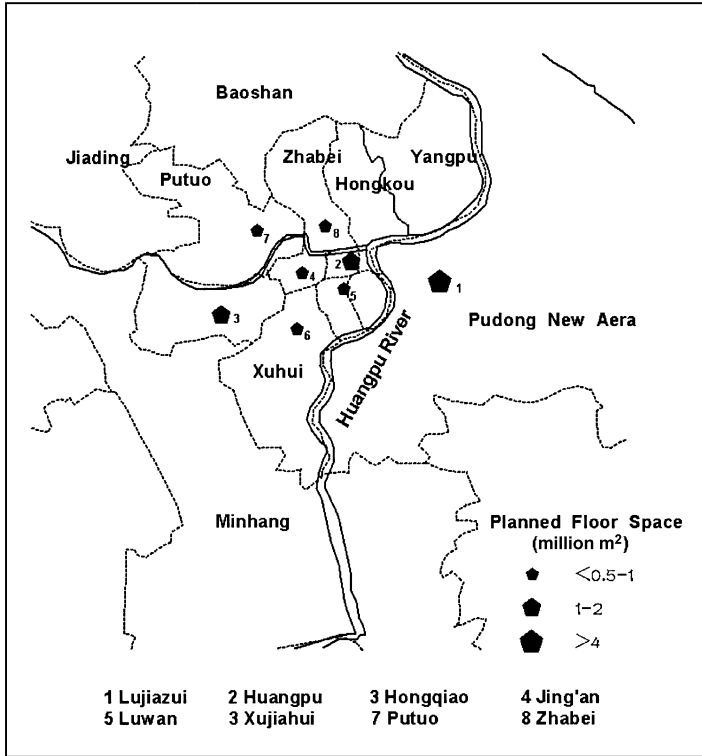 Baoshan
Jiading
Putuo
Zhabei
Yangpu
Hongkou
7
8
2
4
5
1
3
6
Pudong New Aera
Xuhui
Huangpu River
Minhang
Planned Floor Space
(million m²)
<0.5-1
1-2
>4
1 Lujiazui 2 Huangpu 3 Hongqiao 4 Jing'an
5 Luwan 3 Xujiahui 7 Putuo 8 Zhabei